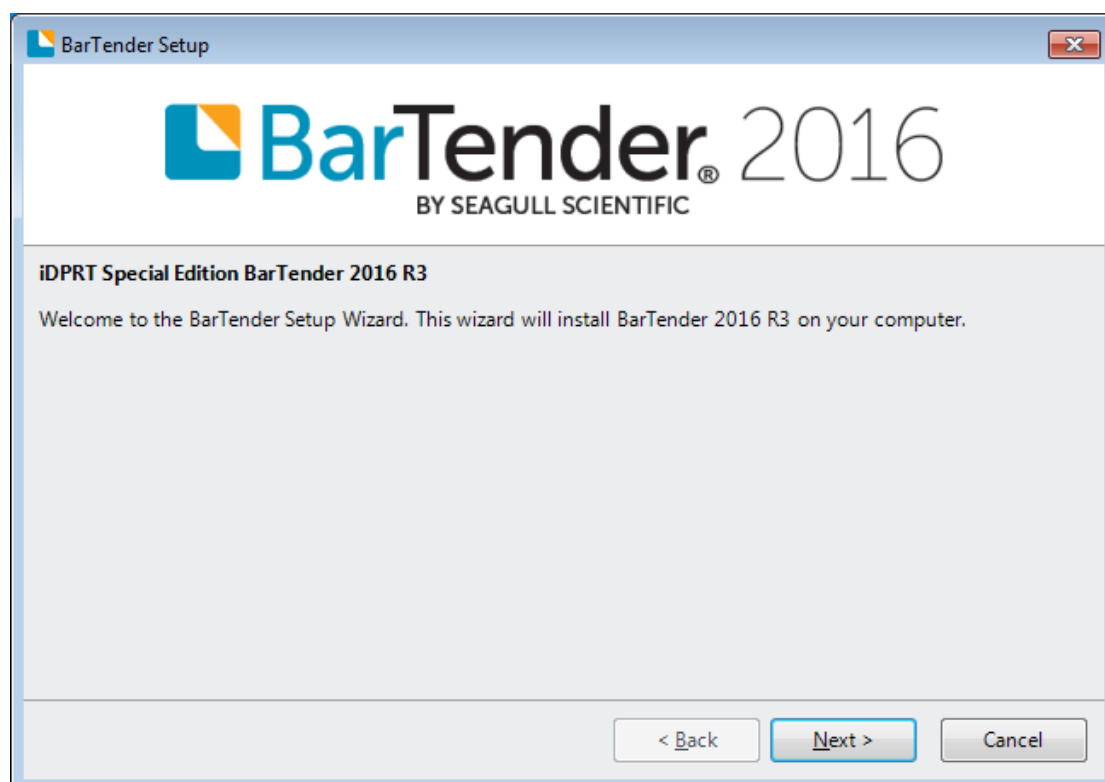 BarTender Setup
BarTender® 2016
BY SEAGULL SCIENTIFIC
iDPRT Special Edition BarTender 2016 R3
Welcome to the BarTender Setup Wizard. This wizard will install BarTender 2016 R3 on your computer.
< Back Next > Cancel